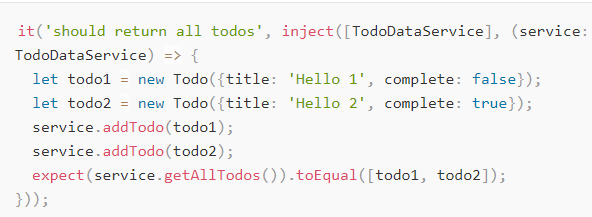 it('should return all todos', inject([TodoDataService], (service:
TodoDataService) => {
  let todo1 = new Todo({title: 'Hello 1', complete: false});
  let todo2 = new Todo({title: 'Hello 2', complete: true});
  service.addTodo(todo1);
  service.addTodo(todo2);
  expect(service.getAllTodos()).toEqual([todo1, todo2]);
}));